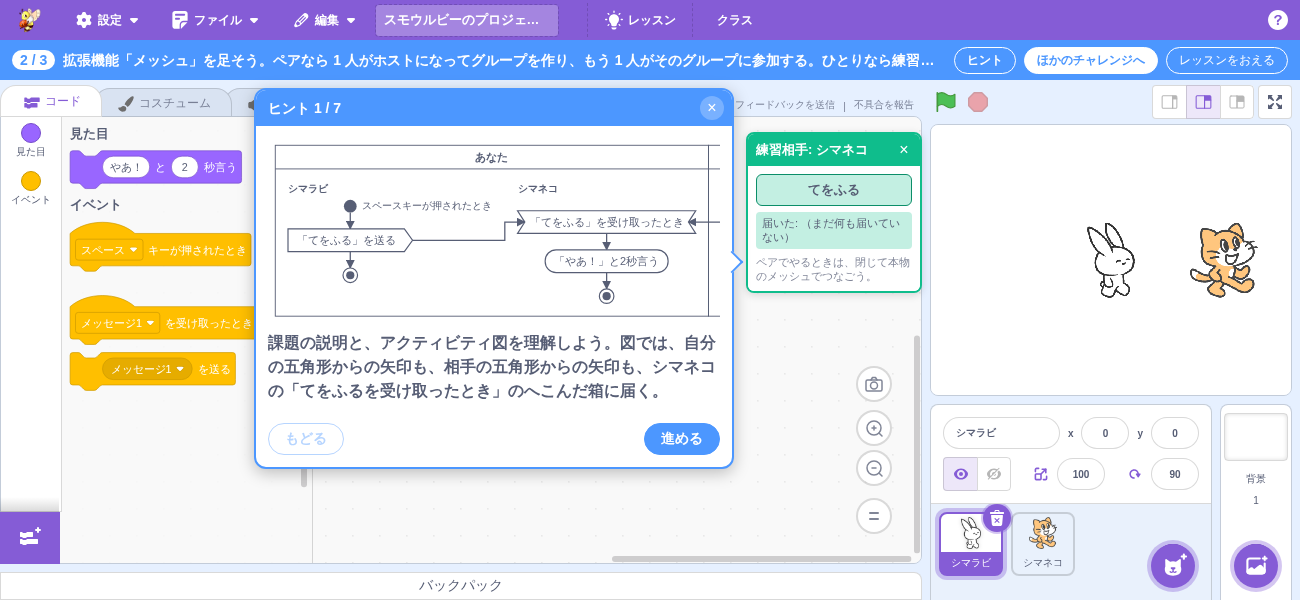 設定
ファイル
編集
スモウルビーのプロジェ…
レッスン
クラス
?
2 / 3
拡張機能「メッシュ」を足そう。ペアなら 1 人がホストになってグループを作り、もう 1 人がそのグループに参加する。ひとりなら練習…
ヒント
ほかのチャレンジへ
レッスンをおえる
コード
コスチューム
フィードバックを送信 | 不具合を報告
見た目
イベント
見た目
やあ！ と 2 秒言う
イベント
スペース キーが押されたとき
メッセージ1 を受け取ったとき
メッセージ1 を送る
ヒント 1 / 7
×
あなた
シマラビ
シマネコ
スペースキーが押されたとき
「てをふる」を送る
「てをふる」を受け取ったとき
「やあ！」と2秒言う
課題の説明と、アクティビティ図を理解しよう。図では、自分
の五角形からの矢印も、相手の五角形からの矢印も、シマネコ
の「てをふるを受け取ったとき」のへこんだ箱に届く。
もどる
進める
練習相手: シマネコ
×
てをふる
届いた: （まだ何も届いてい
ない）
ペアでやるときは、閉じて本物
のメッシュでつなごう。
シマラビ
x 0 y 0
100
90
シマラビ
シマネコ
背景
1
バックパック